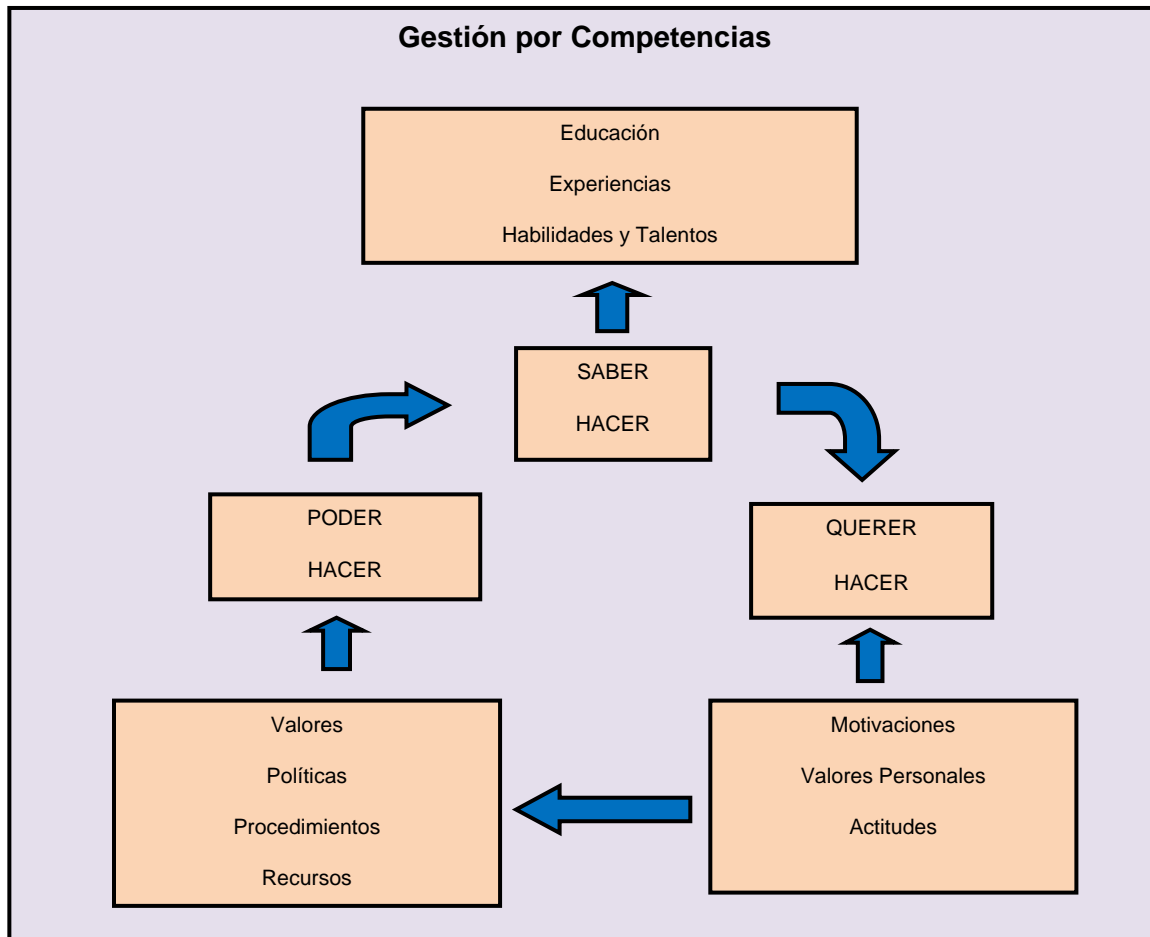 Gestión por Competencias
Educación
Experiencias
Habilidades y Talentos
SABER
HACER
PODER
HACER
QUERER
HACER
Valores
Políticas
Procedimientos
Recursos
Motivaciones
Valores Personales
Actitudes